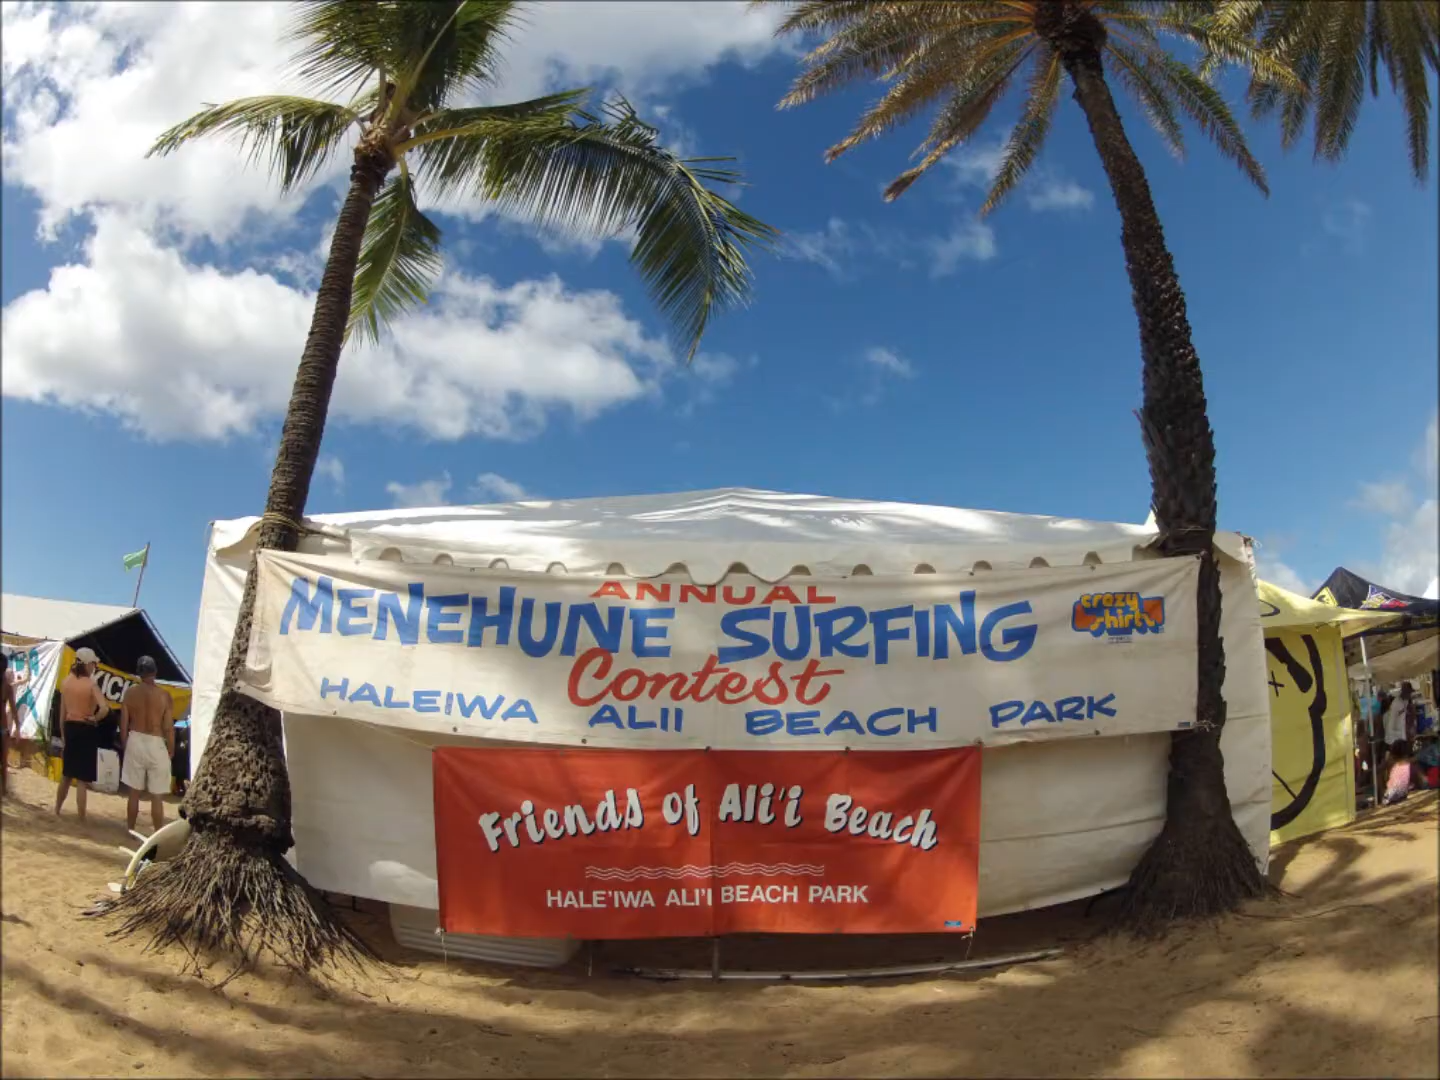 ANNUAL
MENEHUNE SURFING
Contest
HALEIWA ALII BEACH PARK
crazy
shirts
Friends of Ali'i Beach
HALE'IWA ALI'I BEACH PARK
KICK